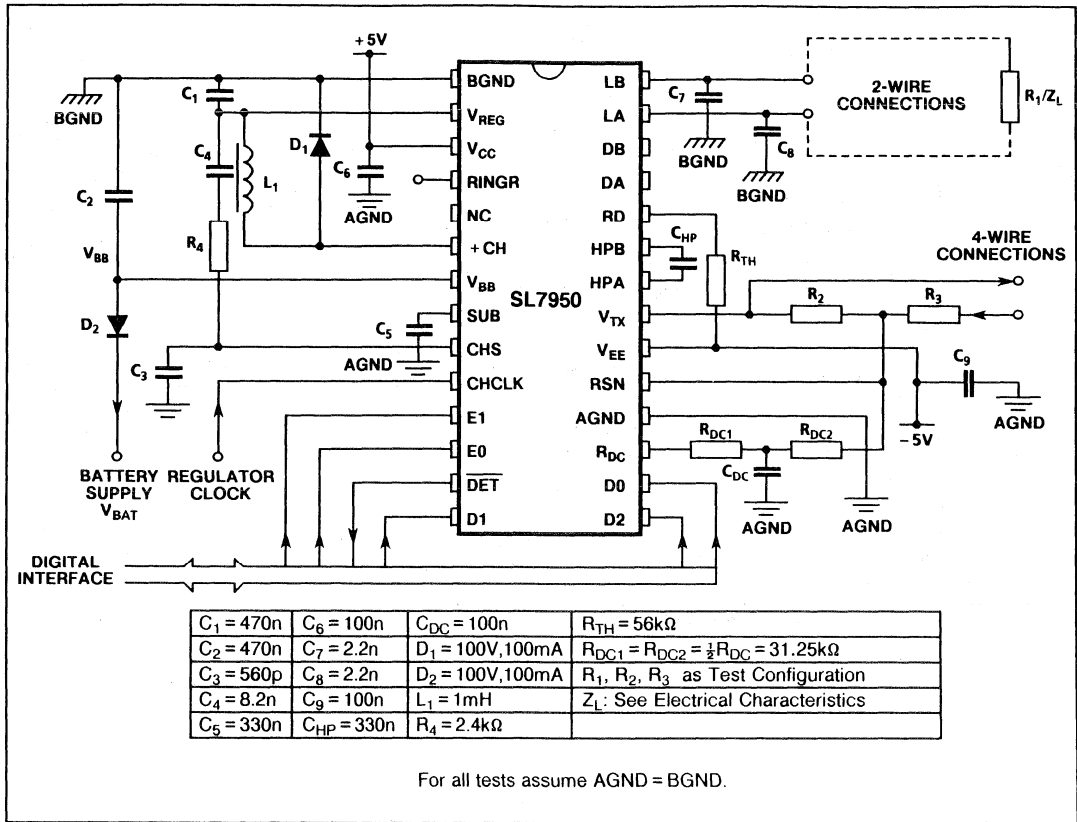 +5V
BGND
C1
BGND
VREG
C4
D1
VCC
C6
L1
RINGR
AGND
C2
NC
R4
+CH
VBB
VBB
SL7950
D2
SUB
C5
AGND
CHS
C3
CHCLK
E1
E0
BATTERY
SUPPLY
VBAT
REGULATOR
CLOCK
DET
D1
DIGITAL
INTERFACE
LB
C7
2-WIRE
CONNECTIONS
R1/ZL
LA
C8
BGND
BGND
DB
DA
RD
HPB
CHP
HPA
RTH
4-WIRE
CONNECTIONS
VTX
R2
R3
VEE
C9
RSN
AGND
AGND
-5V
RDC
RDC1
RDC2
CDC
AGND
AGND
D0
D2
C1 = 470n C6 = 100n CDC = 100n RTH = 56kΩ
C2 = 470n C7 = 2.2n D1 = 100V,100mA RDC1 = RDC2 = ½RDC = 31.25kΩ
C3 = 560p C8 = 2.2n D2 = 100V,100mA R1, R2, R3 as Test Configuration
C4 = 8.2n C9 = 100n L1 = 1mH ZL: See Electrical Characteristics
C5 = 330n CHP = 330n R4 = 2.4kΩ
For all tests assume AGND = BGND.